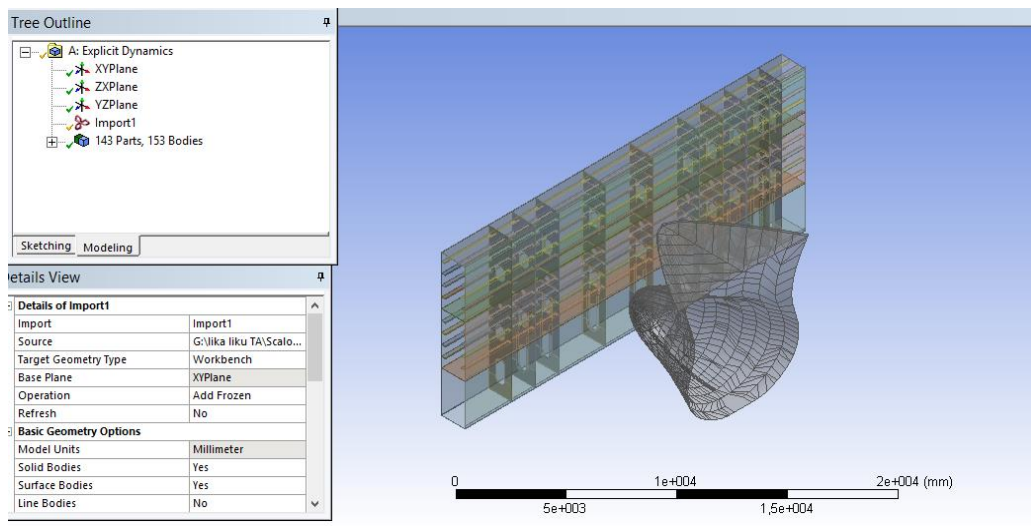 Tree Outline
A: Explicit Dynamics
XYPlane
ZXPlane
YZPlane
Import1
143 Parts, 153 Bodies
Sketching Modeling
Details View
Details of Import1
Import Import1
Source G:\lika liku TA\Scalo...
Target Geometry Type Workbench
Base Plane XYPlane
Operation Add Frozen
Refresh No
Basic Geometry Options
Model Units Millimeter
Solid Bodies Yes
Surface Bodies Yes
Line Bodies No
0 1e+004 2e+004 (mm)
5e+003 1,5e+004